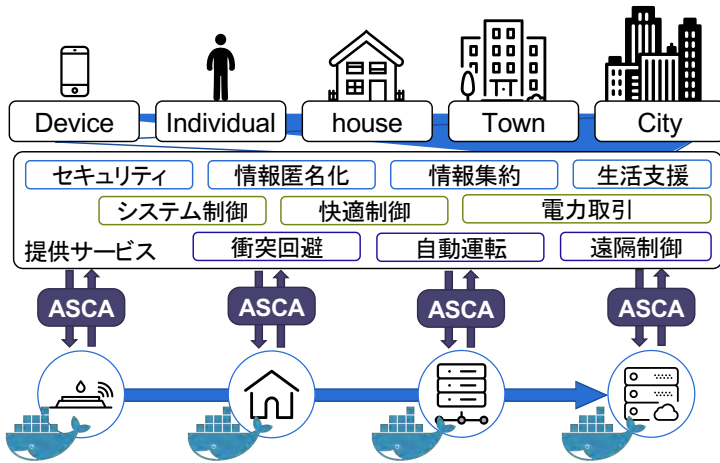 Device
Individual
house
Town
City
セキュリティ
情報匿名化
情報集約
生活支援
システム制御
快適制御
電力取引
提供サービス
衝突回避
自動運転
遠隔制御
ASCA
ASCA
ASCA
ASCA